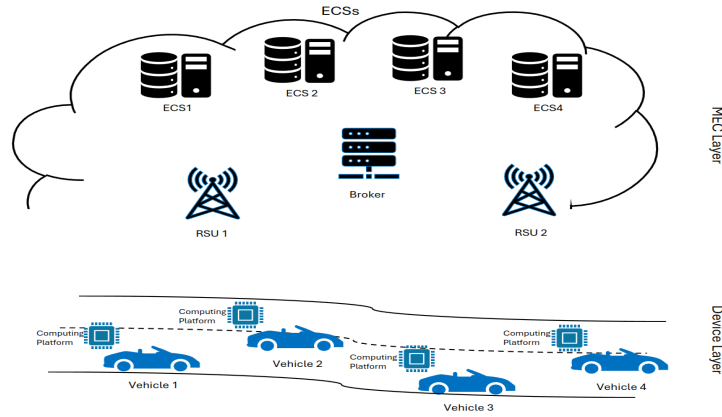 ECSs
ECS1
ECS 2
ECS 3
ECS4
MEC Layer
Broker
RSU 1
RSU 2
Computing
Platform
Vehicle 1
Computing
Platform
Vehicle 2
Computing
Platform
Vehicle 3
Computing
Platform
Vehicle 4
Device Layer